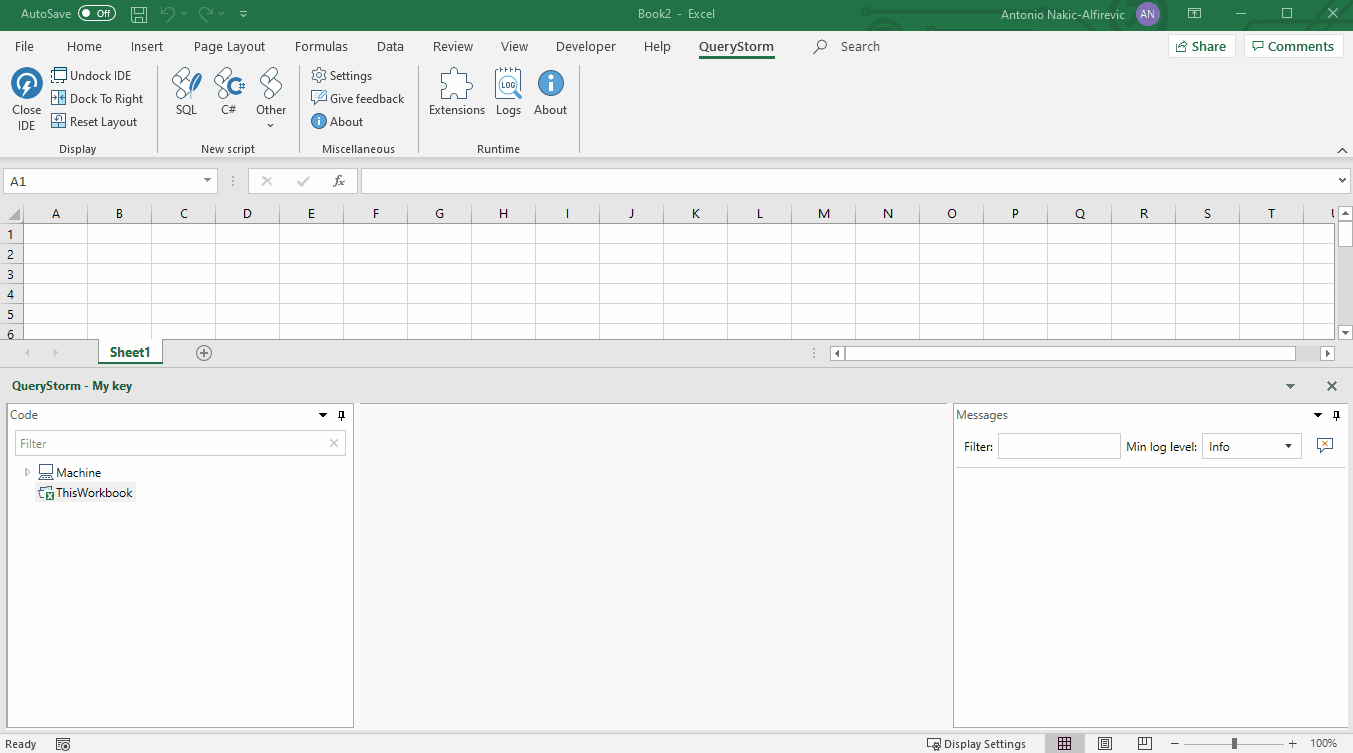 AutoSave Off Book2 - Excel Antonio Nakic-Alfirevic AN
File Home Insert Page Layout Formulas Data Review View Developer Help QueryStorm Search Share Comments
Close IDE
Undock IDE
Dock To Right
Reset Layout
Display
SQL C# Other
New script
Settings
Give feedback
About
Miscellaneous
Extensions LOG Logs About
Runtime
A1 fx
A B C D E F G H I J K L M N O P Q R S T U
1
2
3
4
5
6
Sheet1
QueryStorm - My key
Code
Filter
Machine
ThisWorkbook
Messages
Filter: Min log level: Info
Ready Display Settings 100%